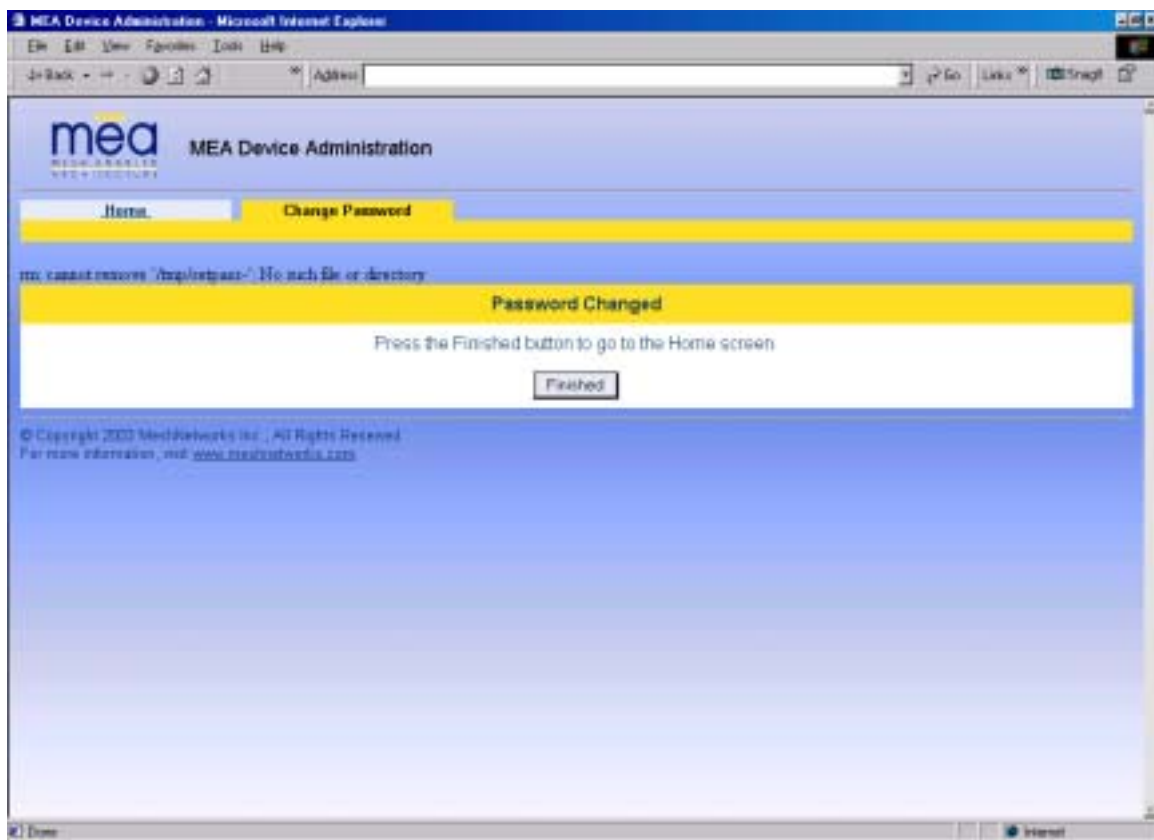 MEA Device Administration - Microsoft Internet Explorer
File Edit View Favorites Tools Help
Back Address Go Links SnagIt
mea
MESH ENABLED
ARCHITECTURE
MEA Device Administration
Home Change Password
rm: cannot remove '/tmp/setpass-': No such file or directory
Password Changed
Press the Finished button to go to the Home screen
Finished
© Copyright 2003 MeshNetworks Inc., All Rights Reserved
For more information, visit www.meshnetworks.com
Done Internet